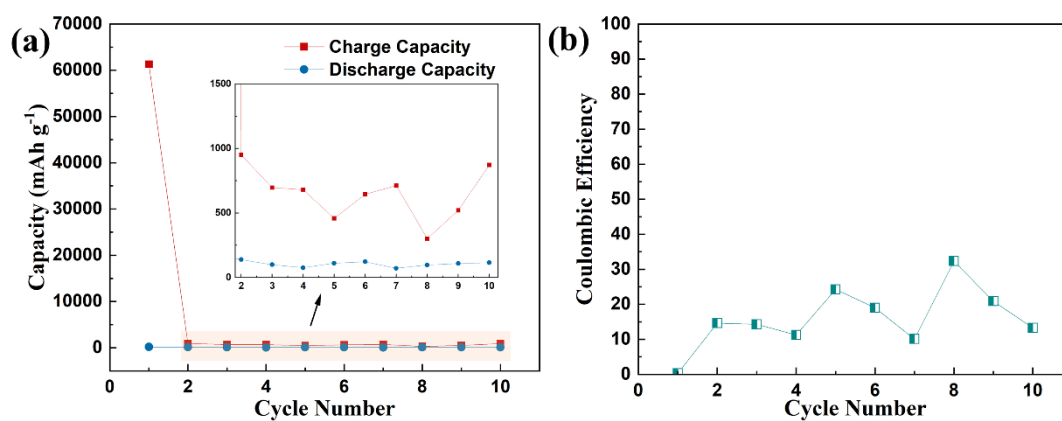 (a)
70000
60000
50000
40000
30000
20000
10000
0
Capacity (mAh g⁻¹)
Charge Capacity
Discharge Capacity
1500
1000
500
0
2 3 4 5 6 7 8 9 10
0 2 4 6 8 10
Cycle Number
(b)
100
90
80
70
60
50
40
30
20
10
0
Coulombic Efficiency
0 2 4 6 8 10
Cycle Number